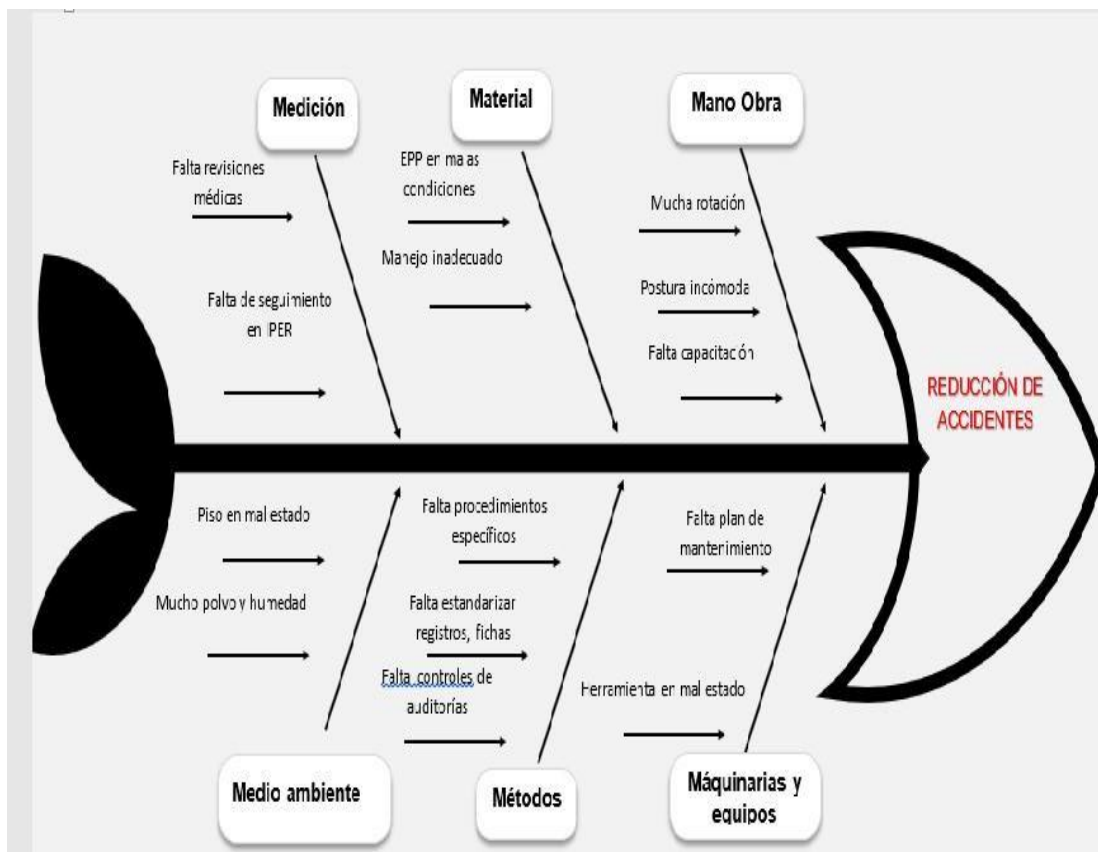 Medición
Material
Mano Obra
Falta revisiones
médicas
Falta de seguimiento
en IPER
EPP en malas
condiciones
Manejo inadecuado
Mucha rotación
Postura incómoda
Falta capacitación
REDUCCIÓN DE
ACCIDENTES
Piso en mal estado
Mucho polvo y humedad
Falta procedimientos
específicos
Falta estandarizar
registros, fichas
Falta controles de
auditorías
Falta plan de
mantenimiento
Herramienta en mal estado
Medio ambiente
Métodos
Máquinarias y
equipos